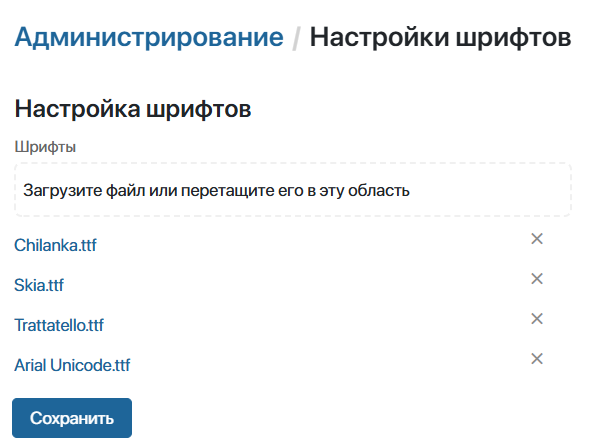 Администрирование / Настройки шрифтов
Настройка шрифтов
Шрифты
Загрузите файл или перетащите его в эту область
Chilanka.ttf
Skia.ttf
Trattatello.ttf
Arial Unicode.ttf
Сохранить